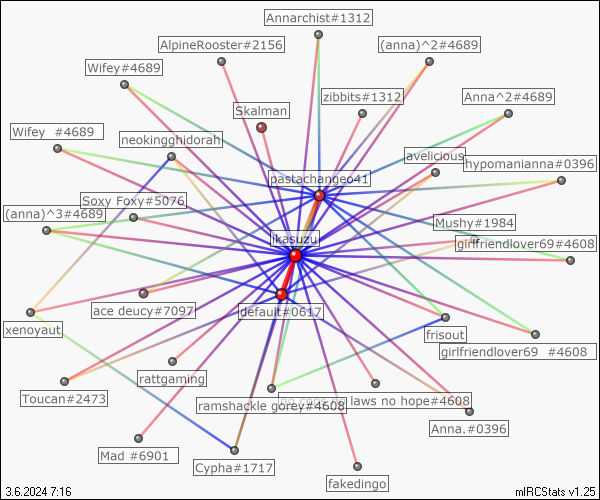 Annarchist#1312
AlpineRooster#2156
(anna)^2#4689
Wifey#4689
zibbits#1312
Anna^2#4689
Skalman
Wifey #4689
neokingghidorah
avelicious
hypomanianna#0396
pastachange041
Soxy Foxy#5076
(anna)^3#4689
Mushy#1984
ikasuzu
girlfriendlover69#4608
ace deucy#7097
default#0617
xenoyaut
frisout
girlfriendlover69 #4608
rattgaming
Toucan#2473
ramshackle gorey#4608
laws no hope#4608
Anna.#0396
Mad #6901
Cypha#1717
fakedingo
3.6.2024 7:16
mIRCStats v1.25